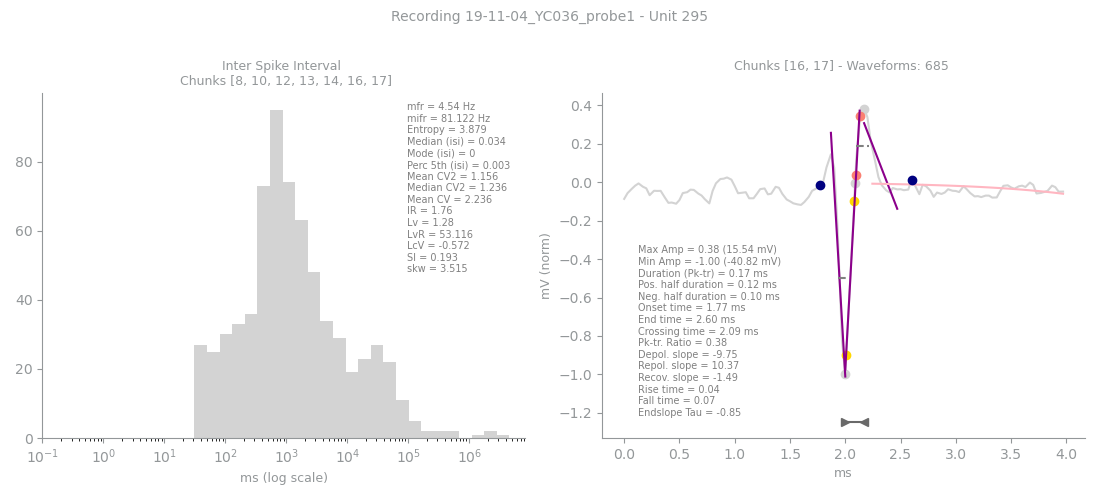 Recording 19-11-04_YC036_probe1 - Unit 295
Inter Spike Interval
Chunks [8, 10, 12, 13, 14, 16, 17]
mfr = 4.54 Hz
mifr = 81.122 Hz
Entropy = 3.879
Median (isi) = 0.034
Mode (isi) = 0
Perc 5th (isi) = 0.003
Mean CV2 = 1.156
Median CV2 = 1.236
Mean CV = 2.236
IR = 1.76
Lv = 1.28
LvR = 53.116
LcV = -0.572
SI = 0.193
skw = 3.515
80
60
40
20
0
10⁻¹ 10⁰ 10¹ 10² 10³ 10⁴ 10⁵ 10⁶
ms (log scale)
Chunks [16, 17] - Waveforms: 685
mV (norm)
0.4
0.2
0.0
−0.2
−0.4
−0.6
−0.8
−1.0
−1.2
Max Amp = 0.38 (15.54 mV)
Min Amp = -1.00 (-40.82 mV)
Duration (Pk-tr) = 0.17 ms
Pos. half duration = 0.12 ms
Neg. half duration = 0.10 ms
Onset time = 1.77 ms
End time = 2.60 ms
Crossing time = 2.09 ms
Pk-tr. Ratio = 0.38
Depol. slope = -9.75
Repol. slope = 10.37
Recov. slope = -1.49
Rise time = 0.04
Fall time = 0.07
Endslope Tau = -0.85
0.0 0.5 1.0 1.5 2.0 2.5 3.0 3.5 4.0
ms